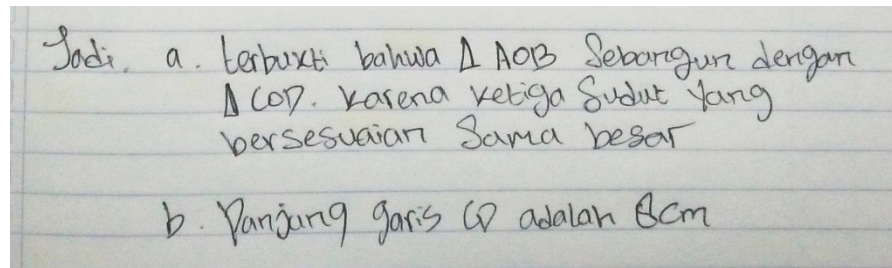 Jadi, a. terbukti bahwa Δ AOB Sebangun dengan
Δ COD. Karena ketiga Sudut Yang
bersesuaian Sama besar
b. Panjang garis CD adalah 8cm